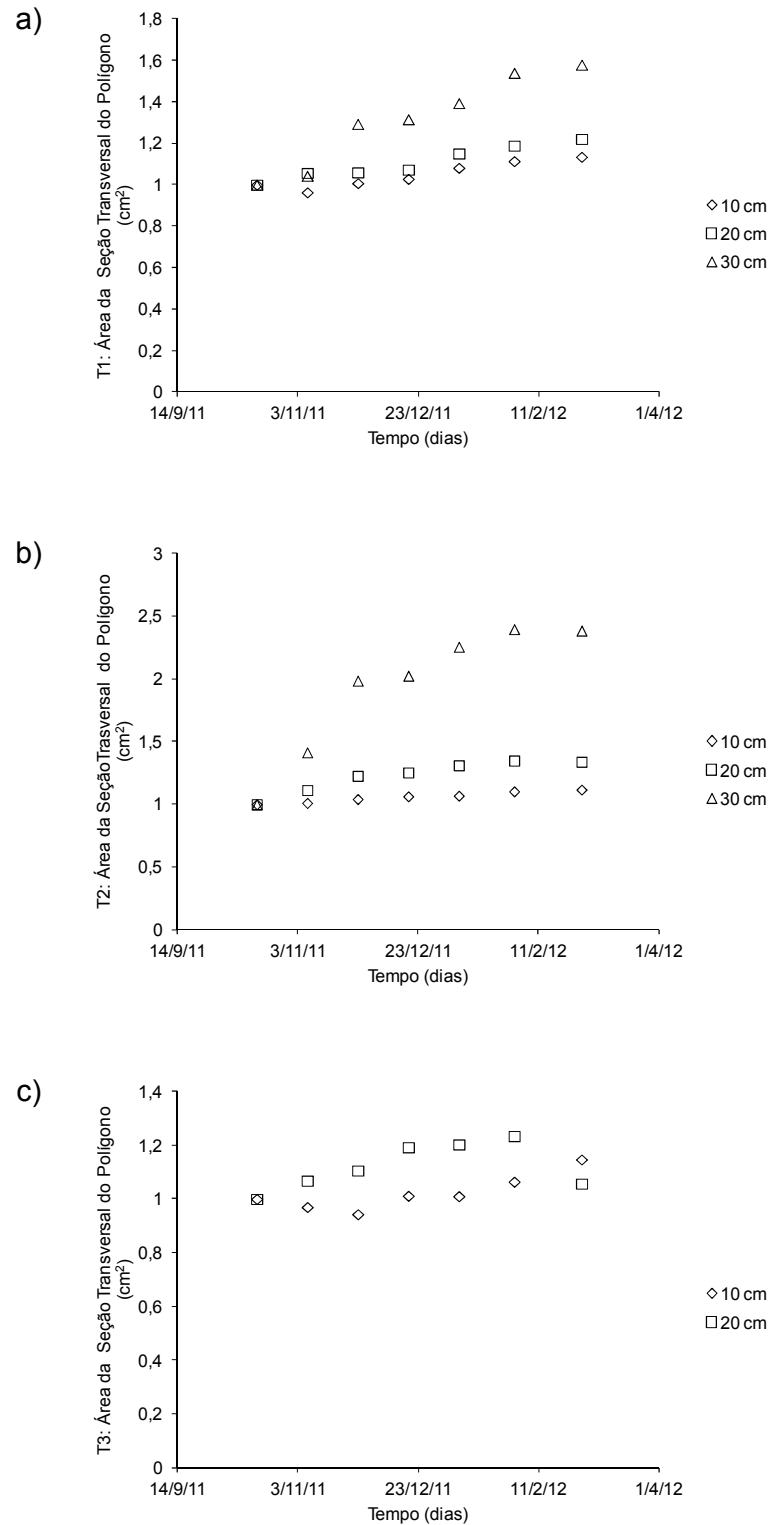 a)
T1: Área da Seção Transversal do Polígono
(cm²)
1,8
1,6
1,4
1,2
1
0,8
0,6
0,4
0,2
0
14/9/11 3/11/11 23/12/11 11/2/12 1/4/12
Tempo (dias)
10 cm
20 cm
30 cm
b)
T2: Área da SeçãoTrasversal do Polígono
(cm²)
3
2,5
2
1,5
1
0,5
0
14/9/11 3/11/11 23/12/11 11/2/12 1/4/12
Tempo (dias)
10 cm
20 cm
30 cm
c)
T3: Área da Seção Transversal do Polígono
(cm²)
1,4
1,2
1
0,8
0,6
0,4
0,2
0
14/9/11 3/11/11 23/12/11 11/2/12 1/4/12
Tempo (dias)
10 cm
20 cm